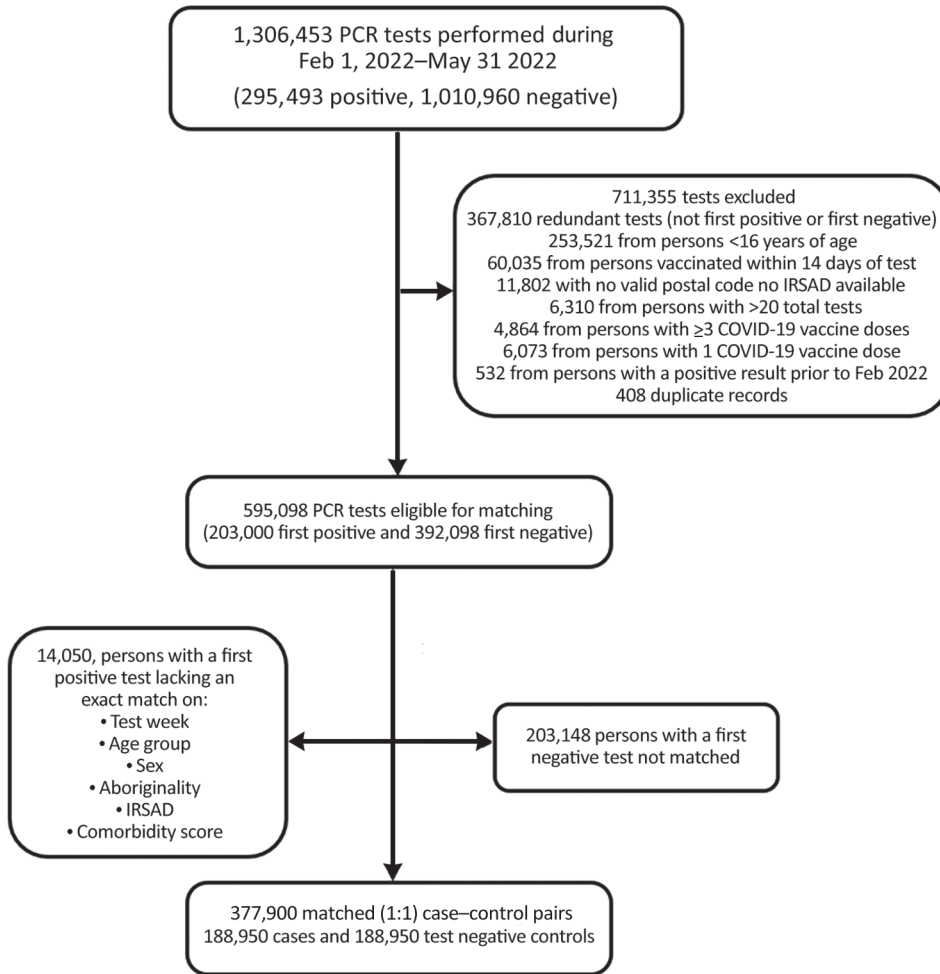 1,306,453 PCR tests performed during
Feb 1, 2022–May 31 2022
(295,493 positive, 1,010,960 negative)
711,355 tests excluded
367,810 redundant tests (not first positive or first negative)
253,521 from persons <16 years of age
60,035 from persons vaccinated within 14 days of test
11,802 with no valid postal code no IRSAD available
6,310 from persons with >20 total tests
4,864 from persons with ≥3 COVID-19 vaccine doses
6,073 from persons with 1 COVID-19 vaccine dose
532 from persons with a positive result prior to Feb 2022
408 duplicate records
595,098 PCR tests eligible for matching
(203,000 first positive and 392,098 first negative)
14,050, persons with a first
positive test lacking an
exact match on:
• Test week
• Age group
• Sex
• Aboriginality
• IRSAD
• Comorbidity score
203,148 persons with a first
negative test not matched
377,900 matched (1:1) case–control pairs
188,950 cases and 188,950 test negative controls